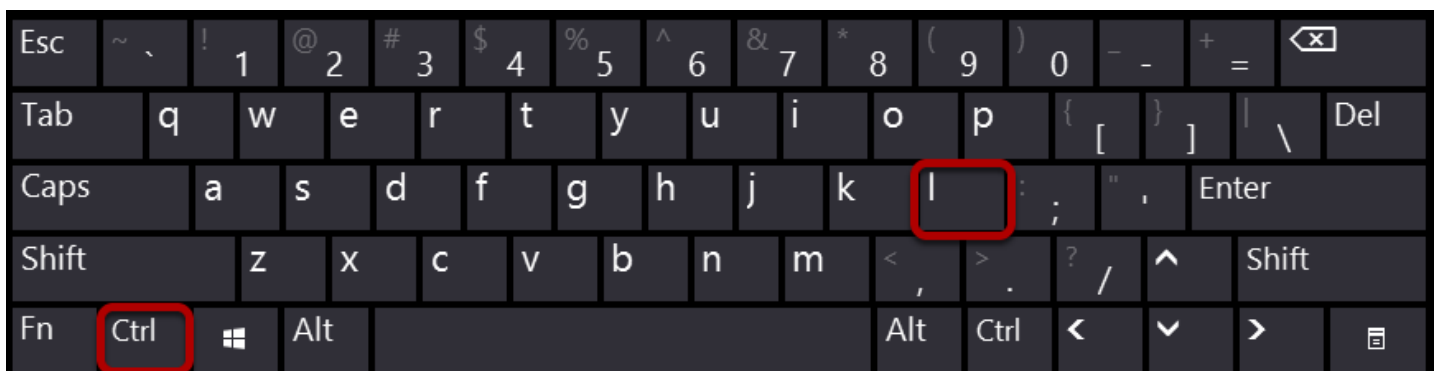 Esc ~ ` ! 1 @ 2 # 3 $ 4 % 5 ^ 6 & 7 * 8 ( 9 ) 0 _ - + =
Tab q w e r t y u i o p { [ } ] | \ Del
Caps a s d f g h j k l : ; " ' Enter
Shift z x c v b n m < , > . ? / Shift
Fn Ctrl Alt Alt Ctrl